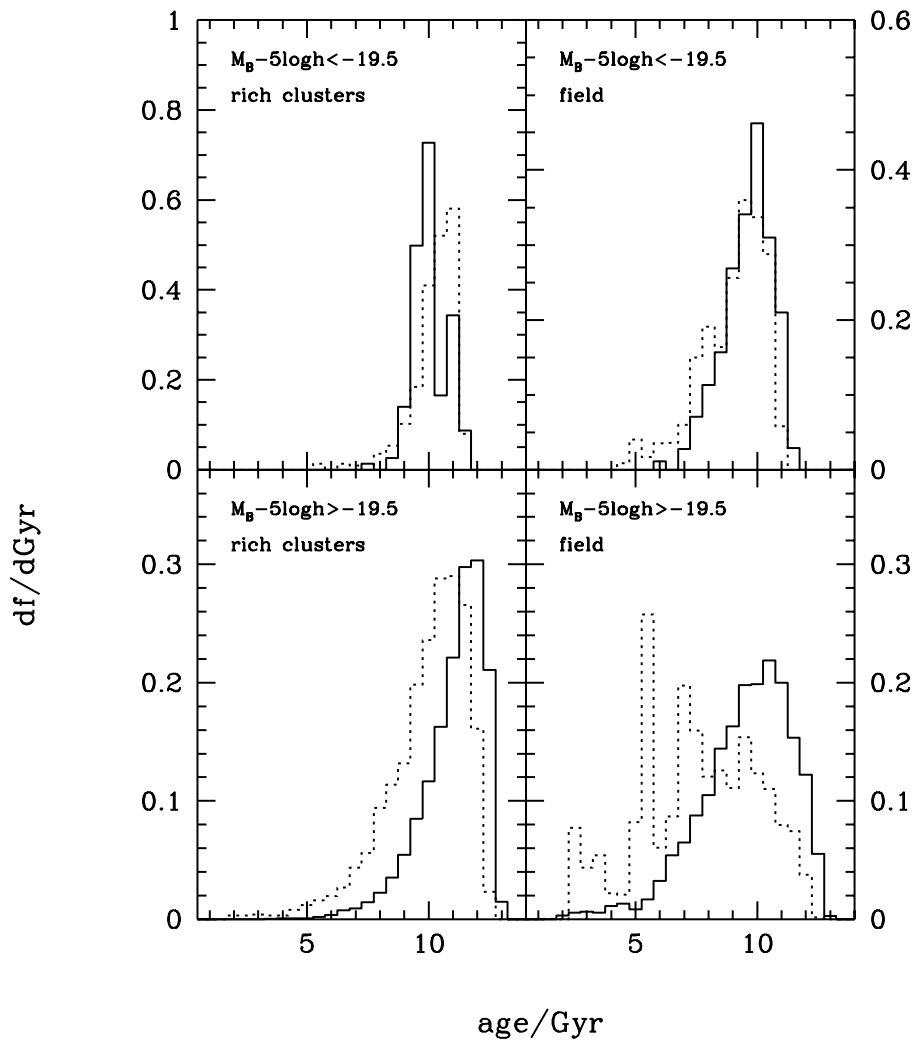 1
0.8
0.6
0.4
0.2
0
M_B-5logh<-19.5
rich clusters
0.6
0.4
0.2
0
M_B-5logh<-19.5
field
df/dGyr
0.3
0.2
0.1
0
M_B-5logh>-19.5
rich clusters
5
10
0.3
0.2
0.1
0
M_B-5logh>-19.5
field
5
10
age/Gyr